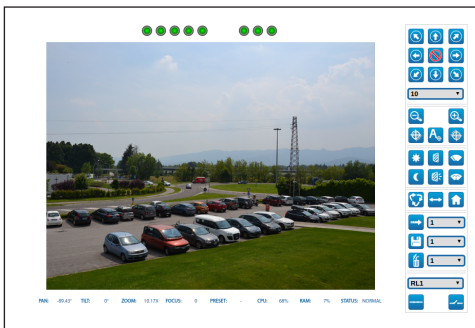 10
A
1
1
1
RL1
PAN: -80.43° TILT: 0° ZOOM: 10.17X FOCUS: 0 PRESET: - CPU: 68% RAM: 7% STATUS: NORMAL